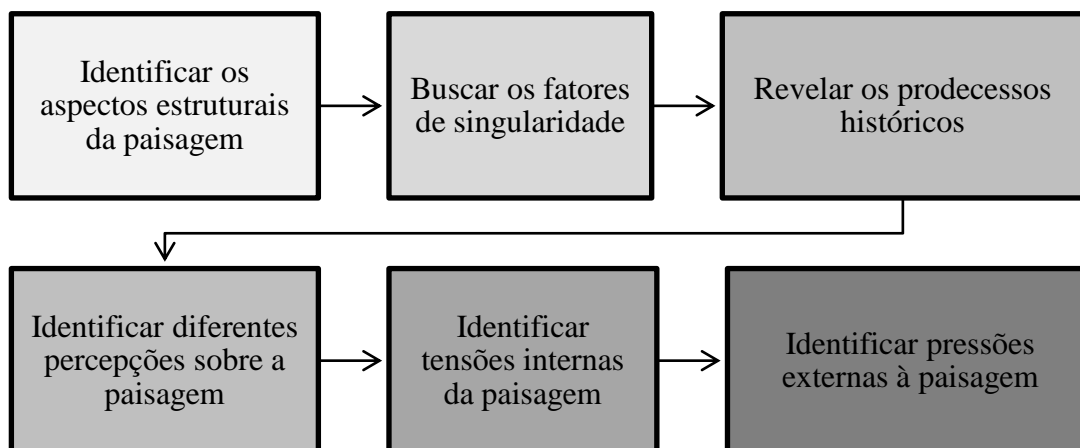 Identificar os
aspectos estruturais
da paisagem
Buscar os fatores
de singularidade
Revelar os prodecessos
históricos
Identificar diferentes
percepções sobre a
paisagem
Identificar
tensões internas
da paisagem
Identificar pressões
externas à paisagem